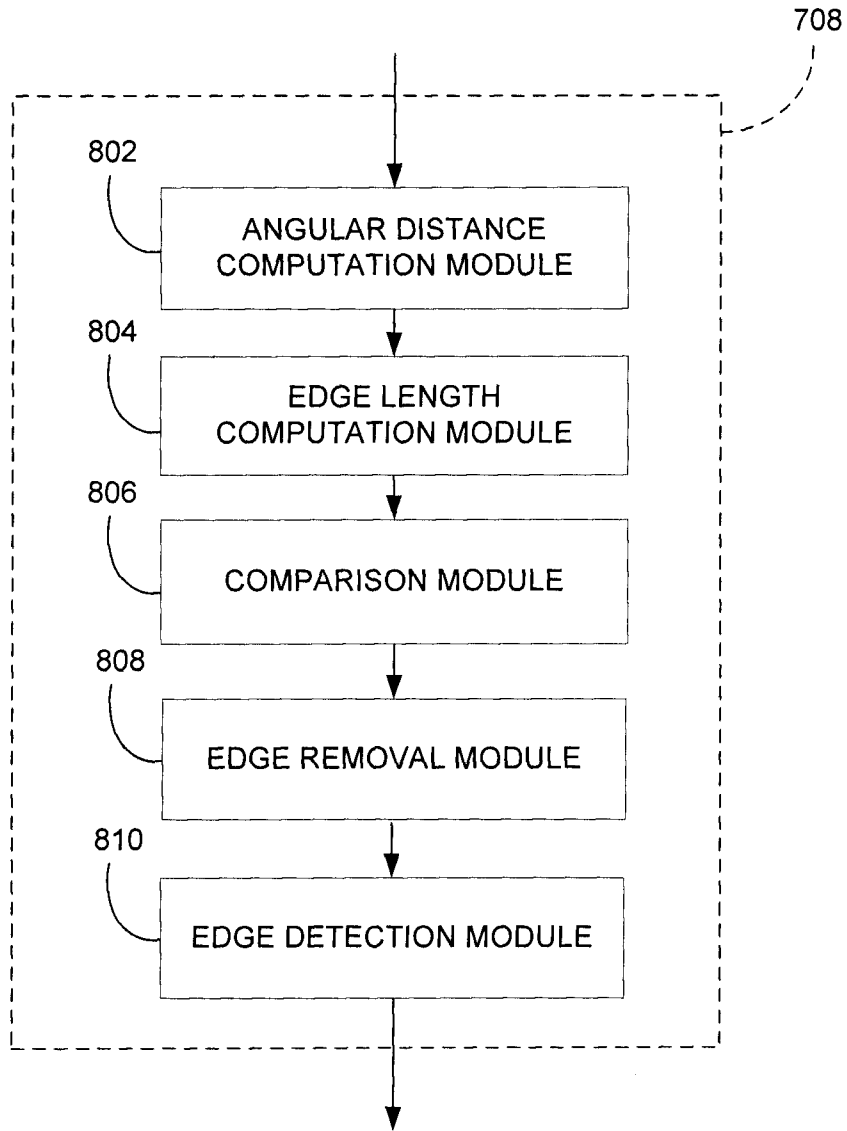 708
802
ANGULAR DISTANCE
COMPUTATION MODULE
804
EDGE LENGTH
COMPUTATION MODULE
806
COMPARISON MODULE
808
EDGE REMOVAL MODULE
810
EDGE DETECTION MODULE